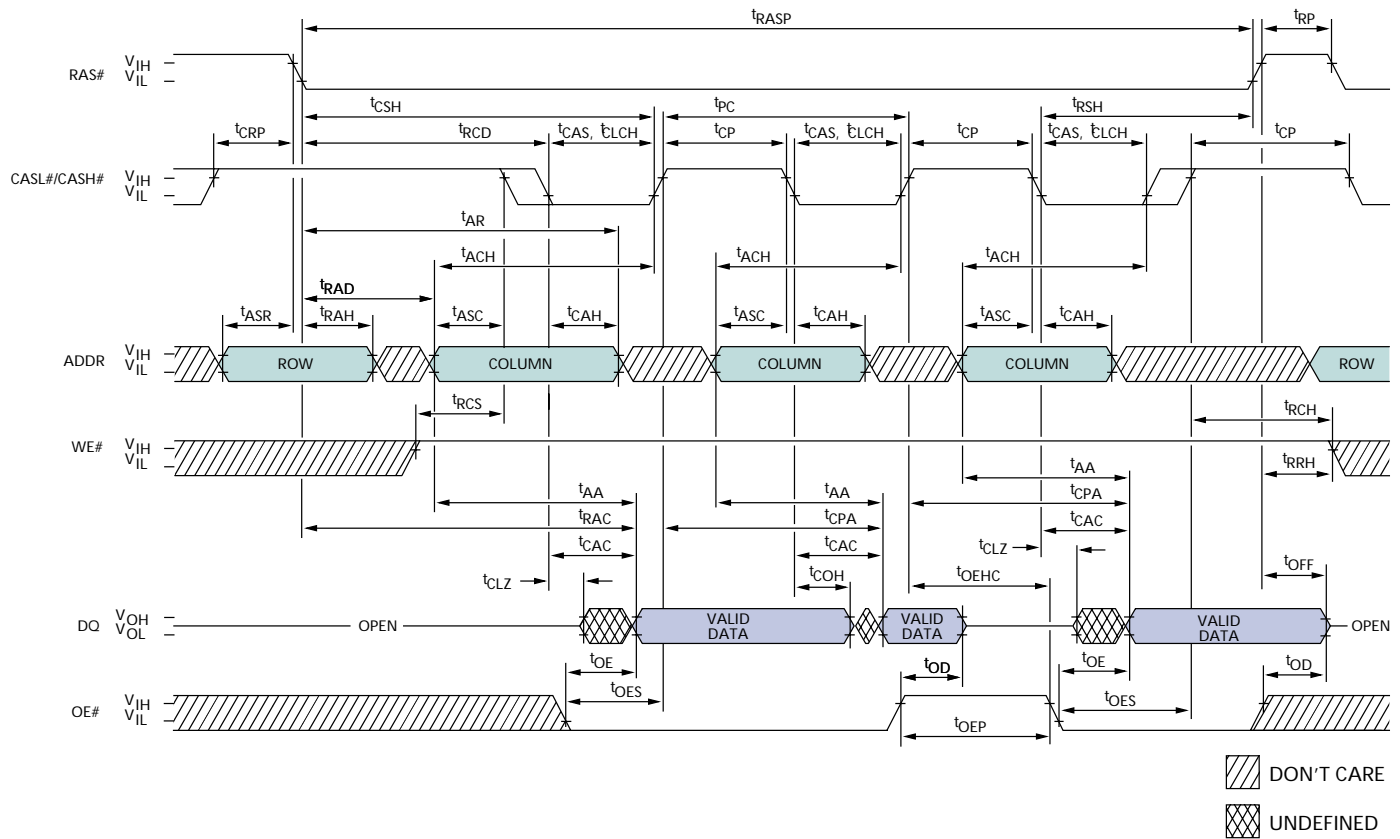 tRASP tRP
RAS# VIH
VIL
tCSH tPC tRSH
tCRP tRCD tCAS, tCLCH tCP tCAS, tCLCH tCP tCAS, tCLCH tCP
CASL#/CASH# VIH
VIL
tAR
tACH tACH tACH
tRAD
tASR tRAH tASC tCAH tASC tCAH tASC tCAH
ADDR VIH
VIL
ROW COLUMN COLUMN COLUMN ROW
tRCS tRCH
WE# VIH
VIL
tRRH
tAA tAA tAA
tRAC tCPA tCPA
tCAC tCAC tCAC
tCLZ tCOH tOEHC tCLZ tOFF
DQ VOH
VOL
OPEN VALID DATA VALID DATA VALID DATA OPEN
tOE tOD tOE tOD
tOES tOES
OE# VIH
VIL
tOEP
DON'T CARE
UNDEFINED